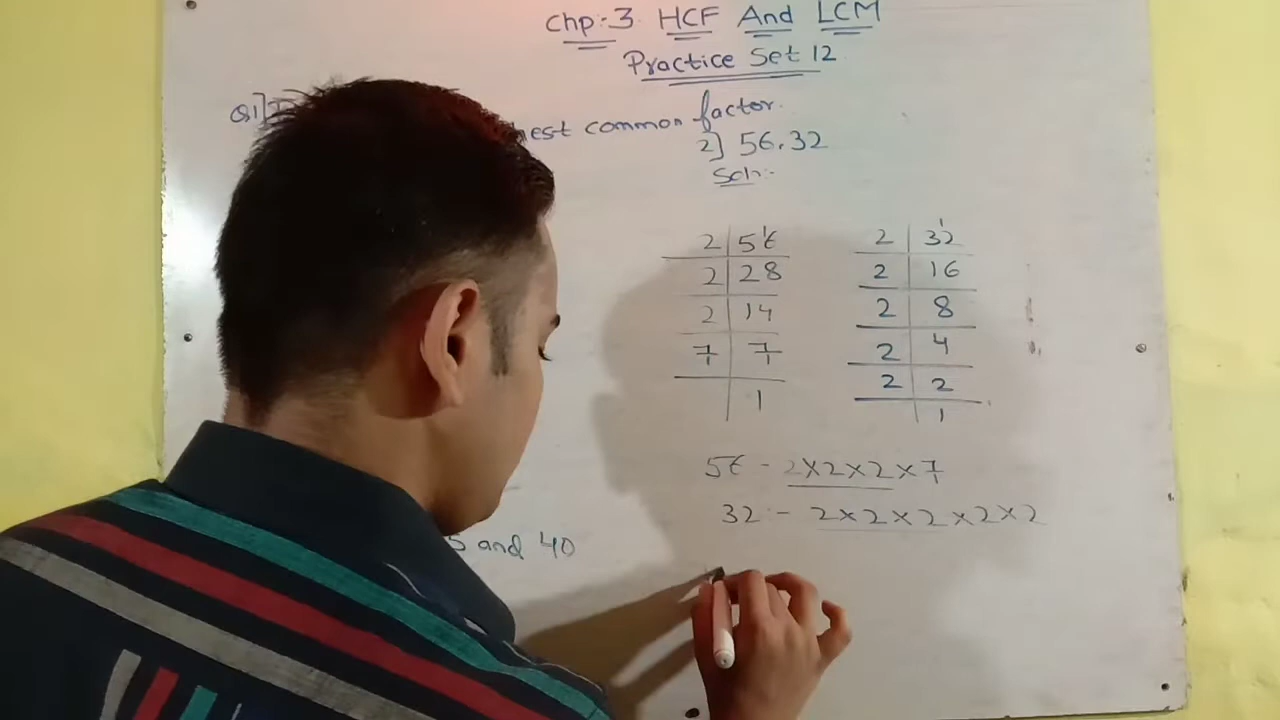 Chp:-3 HCF And LCM
Practice Set 12
Q1]
hest common factor.
2] 56, 32
Soln:-
2 | 56
2 | 28
2 | 14
7 | 7
1
2 | 32
2 | 16
2 | 8
2 | 4
2 | 2
1
56 - 2×2×2×7
32 :- 2×2×2×2×2
5 and 40